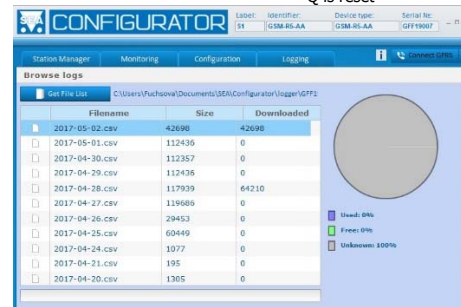 Q is reset
SEA CONFIGURATOR
Label: Identifier: Device type: Serial Nr.
S1 GSM-R5-AA GSM-R5-AA GFF19007
Station Manager Monitoring Configuration Logging i Connect GPRS
Browse logs
Get File List C:\Users\Fuchsova\Documents\SEA\Configurator\logger\GFF1
Filename Size Downloaded
2017-05-02.csv 42698 42698
2017-05-01.csv 112436 0
2017-04-30.csv 112357 0
2017-04-29.csv 112436 0
2017-04-28.csv 117939 64210
2017-04-27.csv 119686 0
2017-04-26.csv 29453 0
2017-04-25.csv 60449 0
2017-04-24.csv 1077 0
2017-04-21.csv 195 0
2017-04-20.csv 1305 0
Used: 0%
Free: 0%
Unknown: 100%